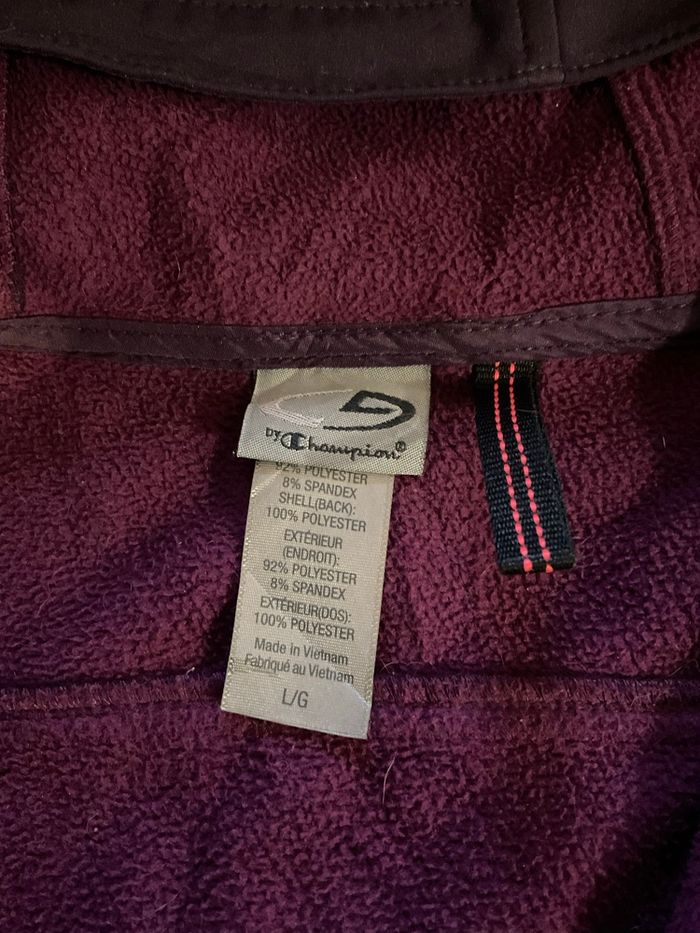 BY Champion®
92% POLYESTER
8% SPANDEX
SHELL(BACK):
100% POLYESTER
EXTÉRIEUR
(ENDROIT):
92% POLYESTER
8% SPANDEX
EXTÉRIEUR(DOS):
100% POLYESTER
Made in Vietnam
Fabriqué au Vietnam
L/G